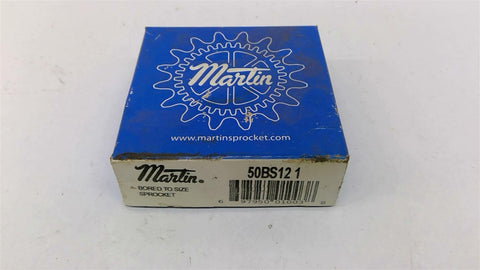 Martin
www.martinsprocket.com
Martin
50BS12 1
BORED TO SIZE
SPROCKET